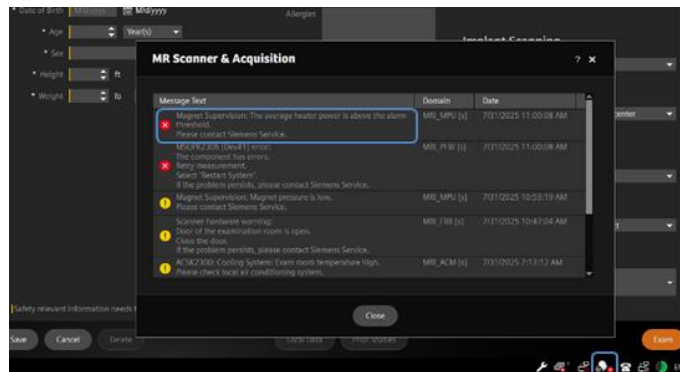 * Date of Birth M/d/yyyy M/d/yyyy
Allergies
* Age Year(s)
* Sex
* Height ft
* Weight lb
Implant Scanning
MR Scanner & Acquisition ? ×
Message Text Domain Date
Magnet Supervision: The average heater power is above the alarm threshold.
Please contact Siemens Service.
MRI_MPU [s] 7/31/2025 11:00:08 AM
MSUPK2306 [Dev#1] error:
The component has errors.
Retry measurement.
Select "Restart System".
If the problem persists, please contact Siemens Service.
MRI_PFW [s] 7/31/2025 11:00:08 AM
Magnet Supervision: Magnet pressure is low.
Please contact Siemens Service.
MRI_MPU [s] 7/31/2025 10:53:19 AM
Scanner hardware warning:
Door of the examination room is open.
Close the door.
If the problem persists, please contact Siemens Service.
7/31/2025 10:47:04 AM
ACSK2300: Cooling System: Exam room temperature high.
Please check local air conditioning system.
MRI_ACM [s] 7/31/2025 7:17:12 AM
Close
Safety relevant information needs t
Save Cancel Delete Local Data Prior Studies Exam